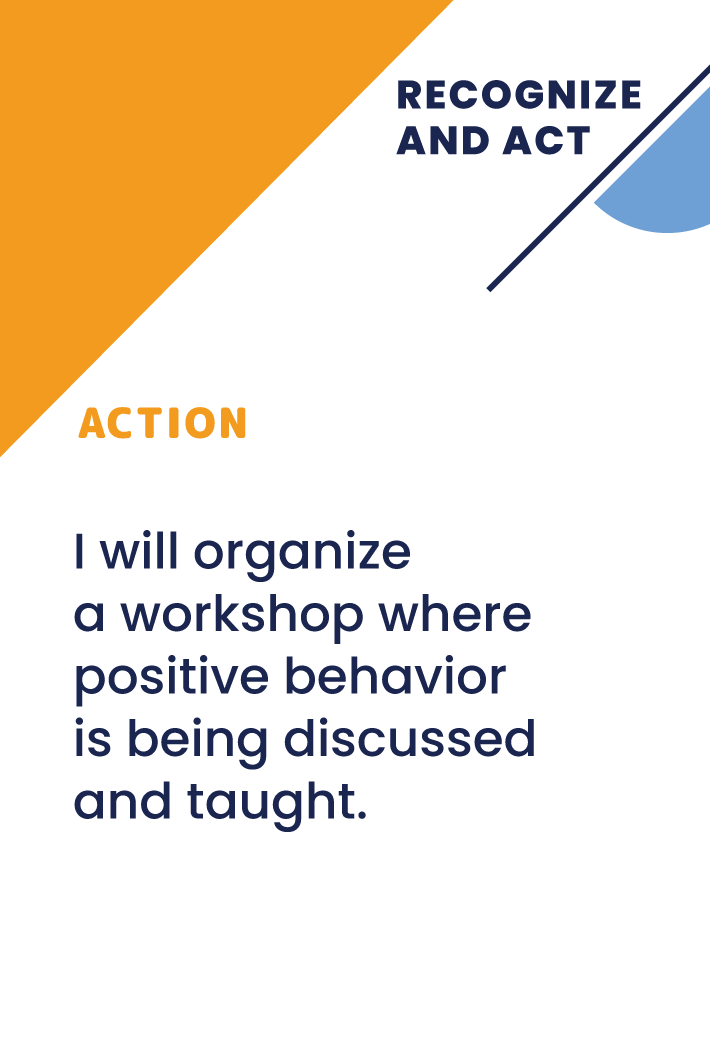 RECOGNIZE
AND ACT
ACTION
I will organize
a workshop where
positive behavior
is being discussed
and taught.